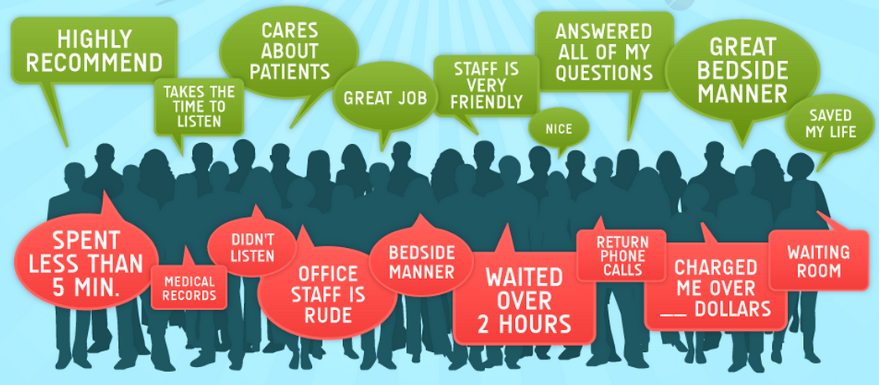 HIGHLY
RECOMMEND
TAKES THE
TIME TO
LISTEN
CARES
ABOUT
PATIENTS
GREAT JOB
STAFF IS
VERY
FRIENDLY
NICE
ANSWERED
ALL OF MY
QUESTIONS
GREAT
BEDSIDE
MANNER
SAVED
MY LIFE
SPENT
LESS THAN
5 MIN.
MEDICAL
RECORDS
DIDN'T
LISTEN
OFFICE
STAFF IS
RUDE
BEDSIDE
MANNER
WAITED
OVER
2 HOURS
RETURN
PHONE
CALLS
CHARGED
ME OVER
__ DOLLARS
WAITING
ROOM